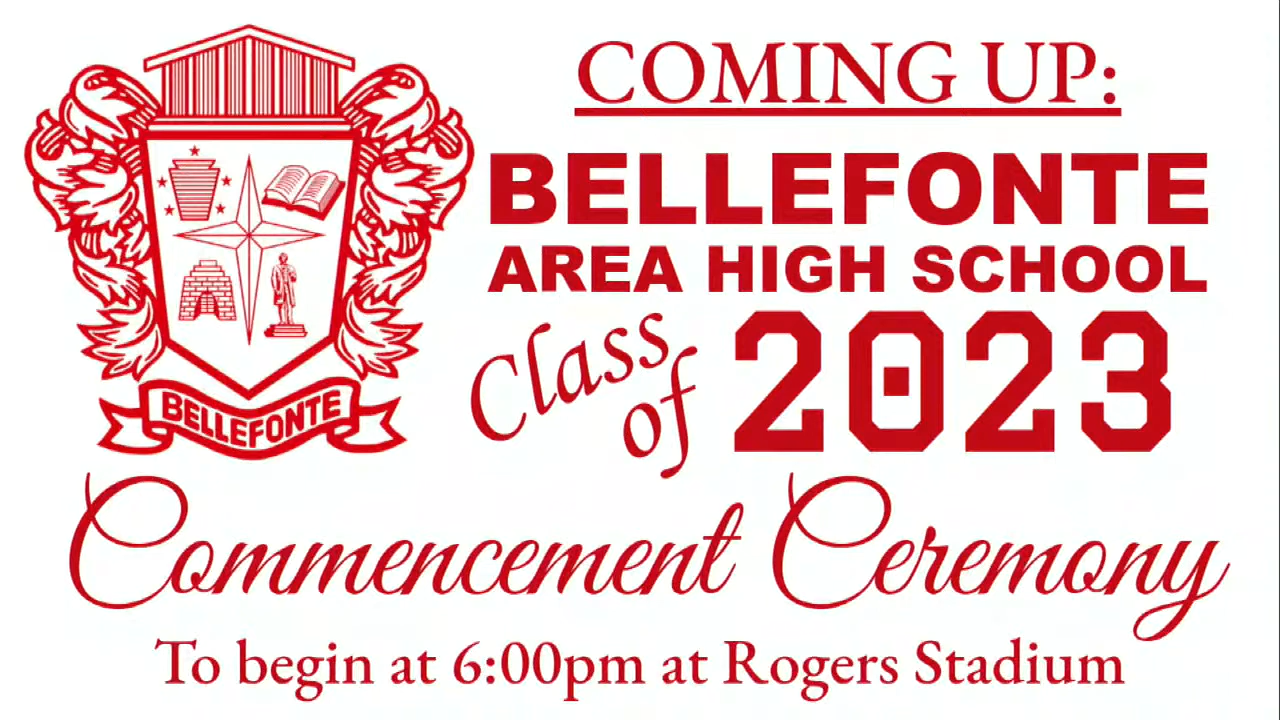 COMING UP:
BELLEFONTE
AREA HIGH SCHOOL
Class of 2023
BELLEFONTE
Commencement Ceremony
To begin at 6:00pm at Rogers Stadium